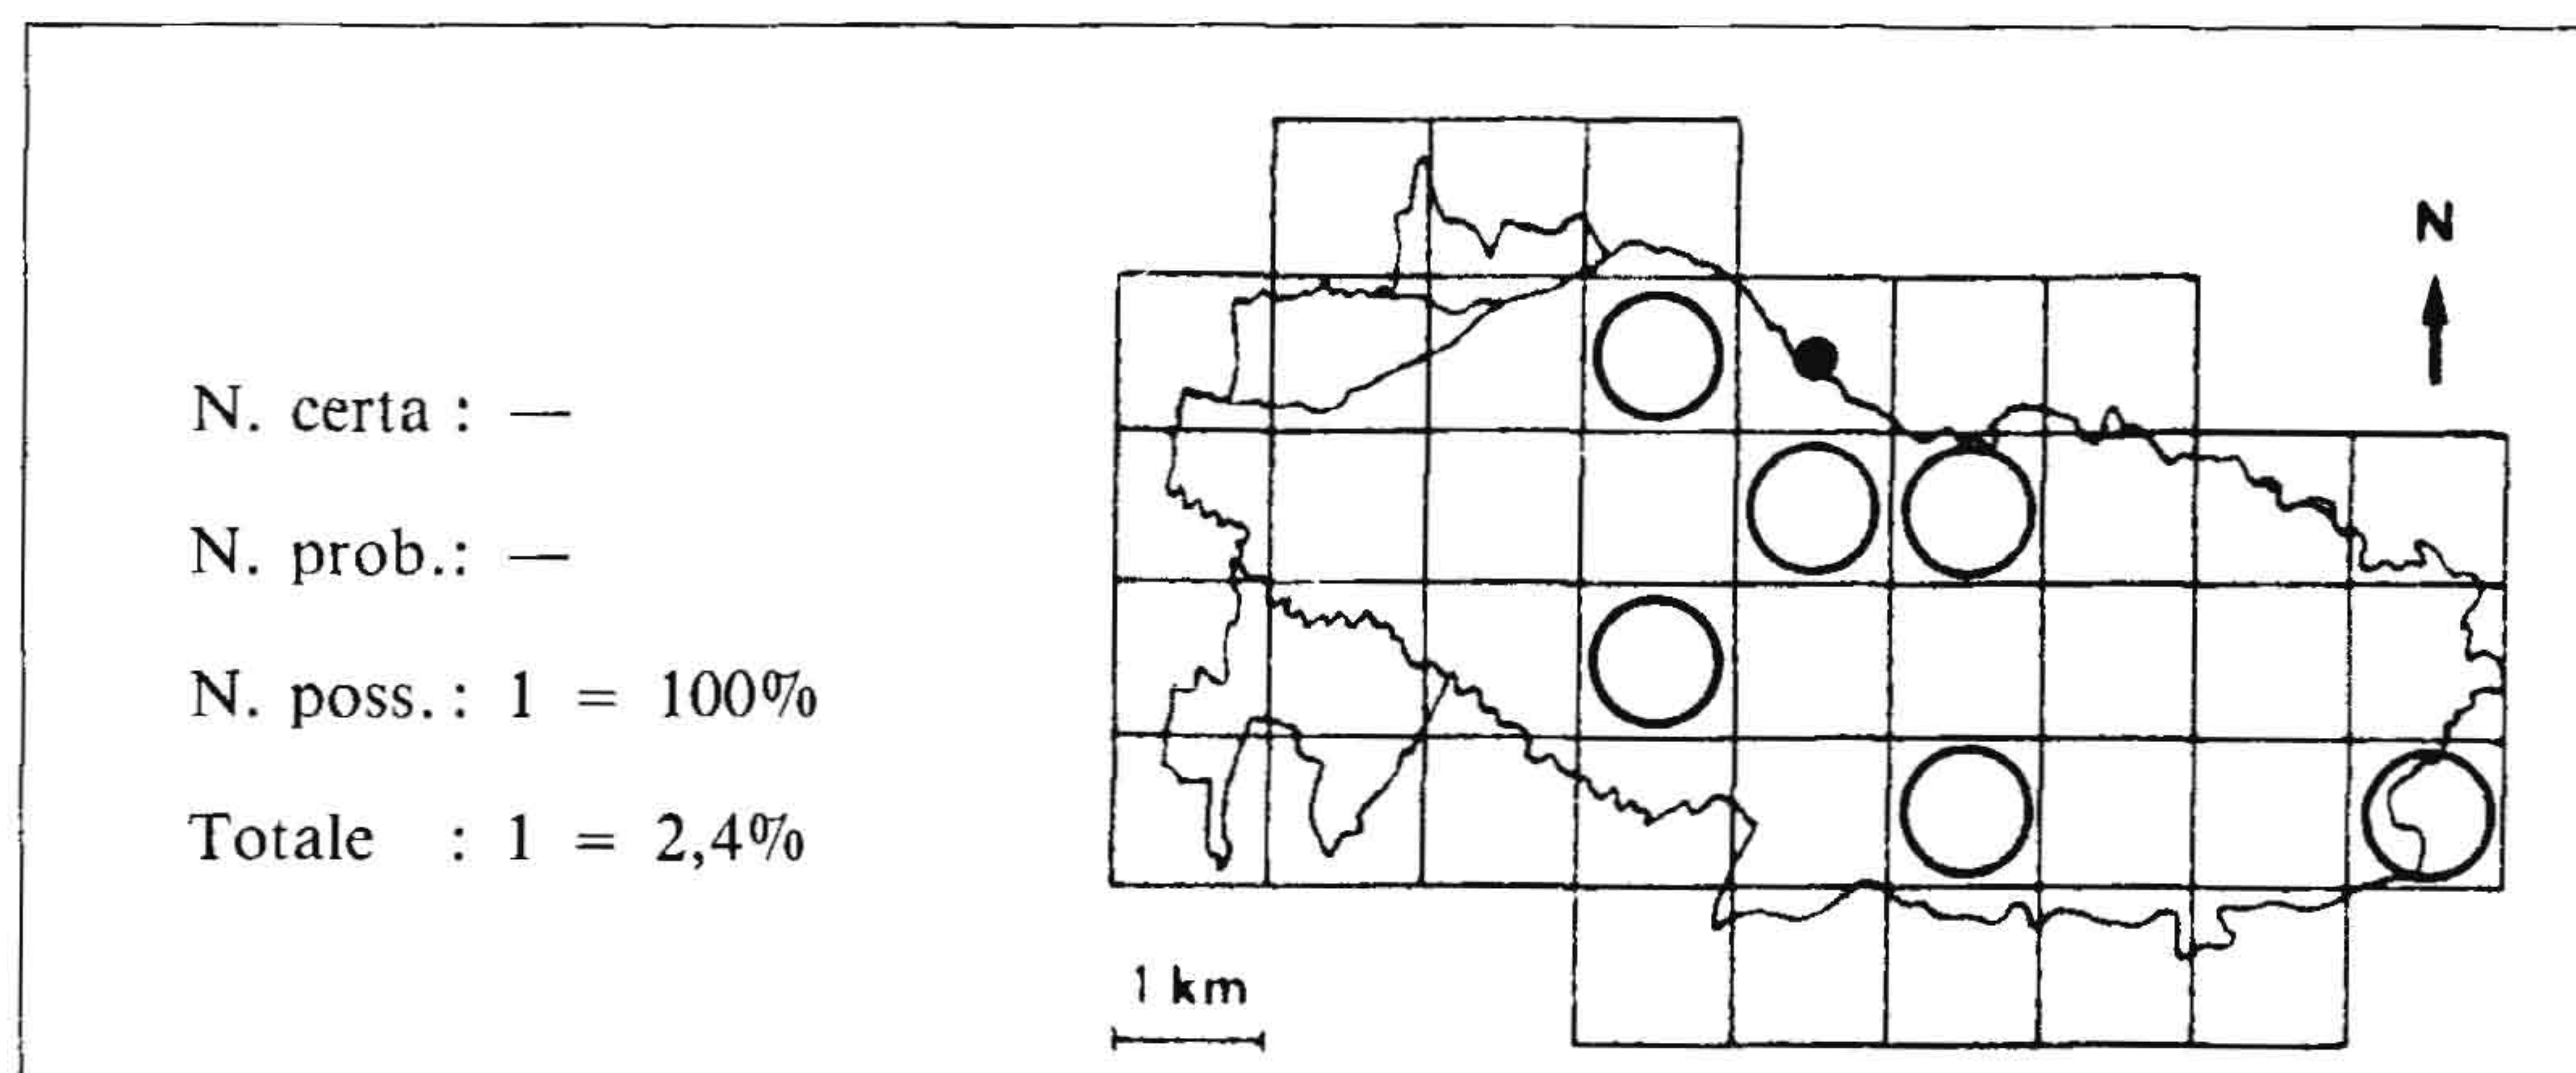 N. certa : —
N. prob.: —
N. poss. : 1 = 100%
Totale : 1 = 2,4%
N
1 km